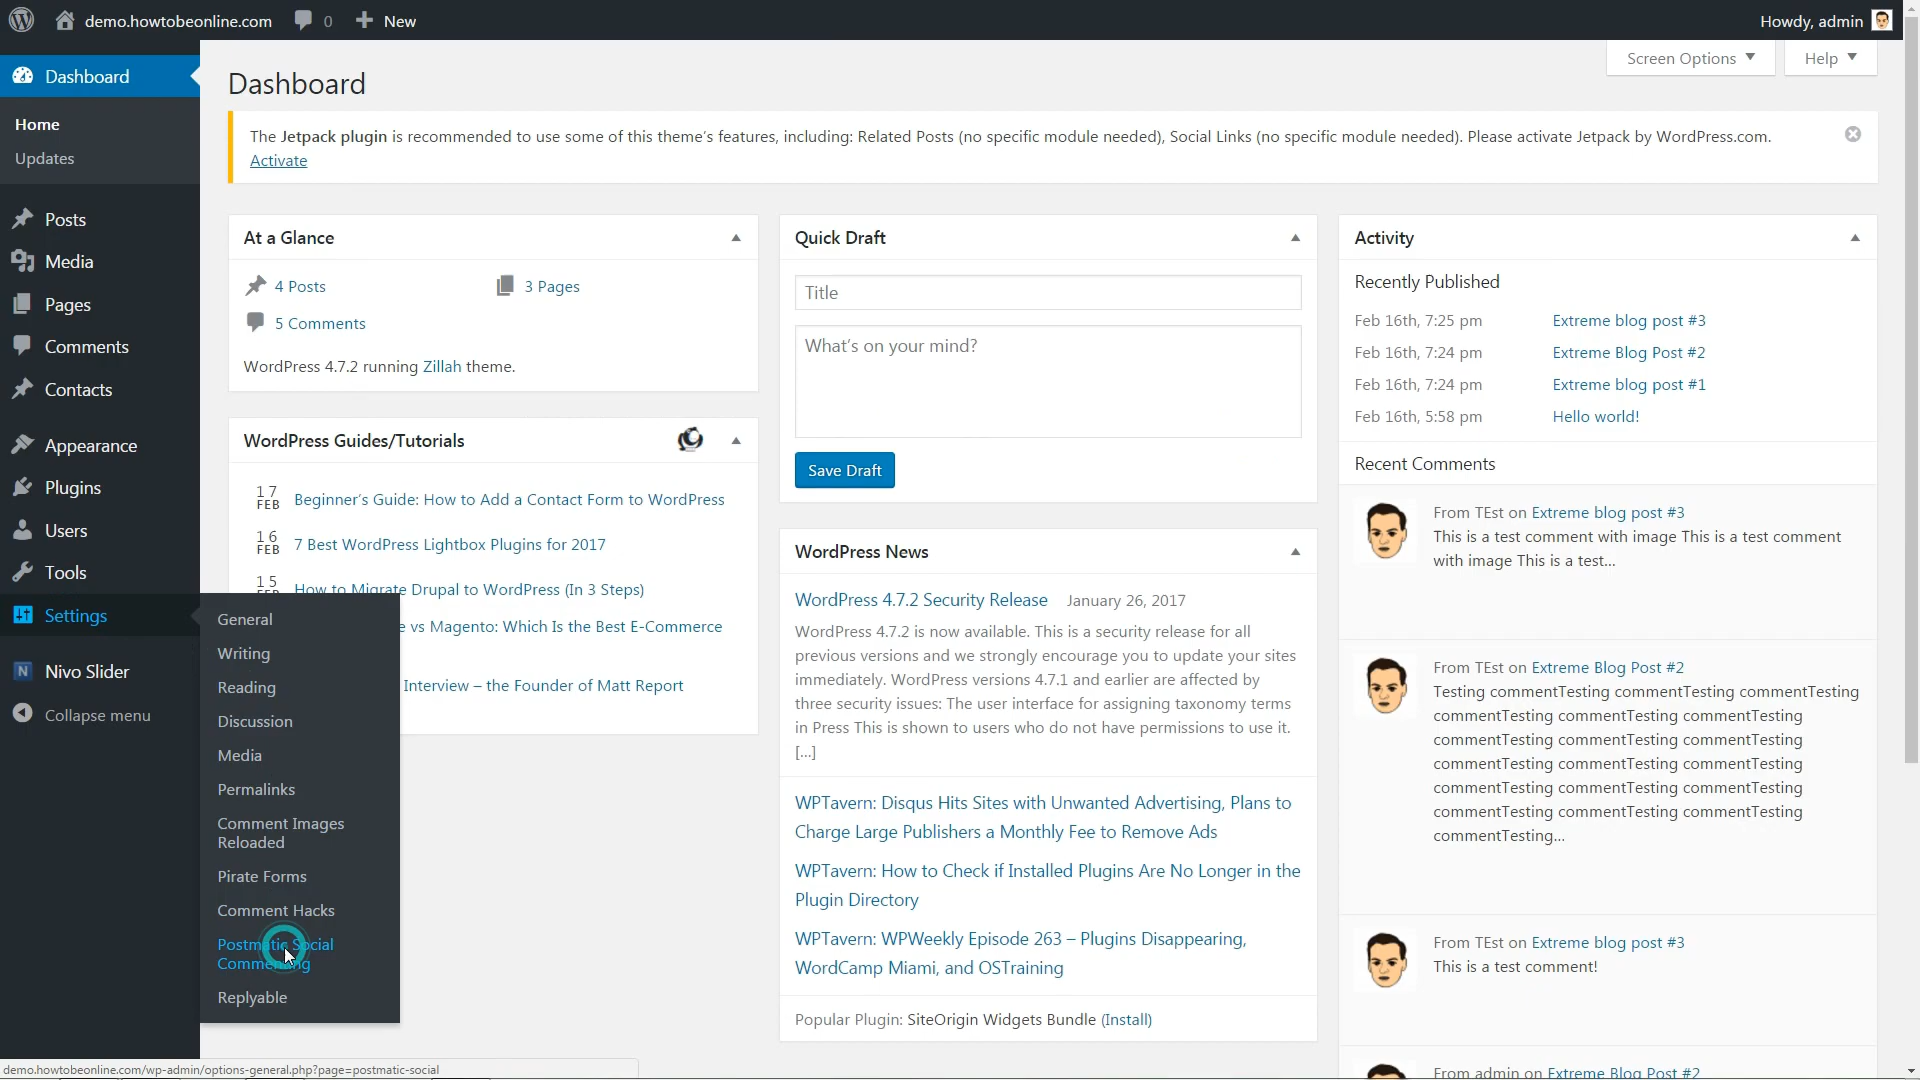 demo.howtobeonline.com
0
New
Howdy, admin
Dashboard
Home
Updates
Posts
Media
Pages
Comments
Contacts
Appearance
Plugins
Users
Tools
Settings
Nivo Slider
Collapse menu
General
Writing
Reading
Discussion
Media
Permalinks
Comment Images
Reloaded
Pirate Forms
Comment Hacks
Postmatic Social
Commenting
Replyable
Screen Options
Help
Dashboard
The Jetpack plugin is recommended to use some of this theme's features, including: Related Posts (no specific module needed), Social Links (no specific module needed). Please activate Jetpack by WordPress.com.
Activate
At a Glance
4 Posts
3 Pages
5 Comments
WordPress 4.7.2 running Zillah theme.
WordPress Guides/Tutorials
17 FEB
Beginner's Guide: How to Add a Contact Form to WordPress
16 FEB
7 Best WordPress Lightbox Plugins for 2017
15 FEB
How to Migrate Drupal to WordPress (In 3 Steps)
e vs Magento: Which Is the Best E-Commerce
Interview – the Founder of Matt Report
Quick Draft
Title
What's on your mind?
Save Draft
WordPress News
WordPress 4.7.2 Security Release January 26, 2017
WordPress 4.7.2 is now available. This is a security release for all
previous versions and we strongly encourage you to update your sites
immediately. WordPress versions 4.7.1 and earlier are affected by
three security issues: The user interface for assigning taxonomy terms
in Press This is shown to users who do not have permissions to use it.
[...]
WPTavern: Disqus Hits Sites with Unwanted Advertising, Plans to
Charge Large Publishers a Monthly Fee to Remove Ads
WPTavern: How to Check if Installed Plugins Are No Longer in the
Plugin Directory
WPTavern: WPWeekly Episode 263 – Plugins Disappearing,
WordCamp Miami, and OSTraining
Popular Plugin: SiteOrigin Widgets Bundle (Install)
Activity
Recently Published
Feb 16th, 7:25 pm Extreme blog post #3
Feb 16th, 7:24 pm Extreme Blog Post #2
Feb 16th, 7:24 pm Extreme blog post #1
Feb 16th, 5:58 pm Hello world!
Recent Comments
From TEst on Extreme blog post #3
This is a test comment with image This is a test comment
with image This is a test...
From TEst on Extreme Blog Post #2
Testing commentTesting commentTesting commentTesting
commentTesting commentTesting commentTesting
commentTesting commentTesting commentTesting
commentTesting commentTesting commentTesting
commentTesting commentTesting commentTesting
commentTesting commentTesting commentTesting
commentTesting...
From TEst on Extreme blog post #3
This is a test comment!
From admin on Extreme Blog Post #2
demo.howtobeonline.com/wp-admin/options-general.php?page=postmatic-social